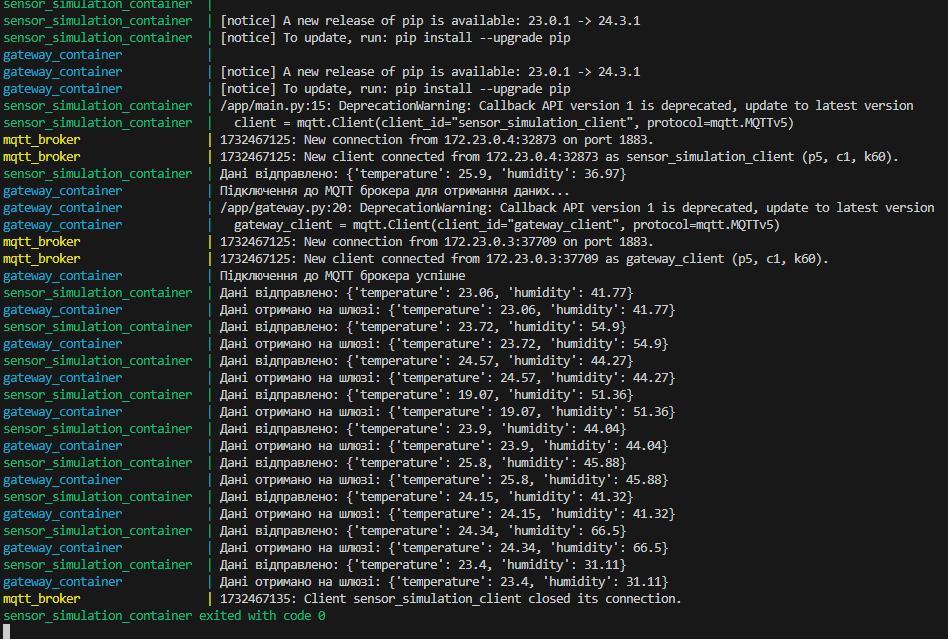 sensor_simulation_container |
sensor_simulation_container | [notice] A new release of pip is available: 23.0.1 -> 24.3.1
sensor_simulation_container | [notice] To update, run: pip install --upgrade pip
gateway_container |
gateway_container | [notice] A new release of pip is available: 23.0.1 -> 24.3.1
gateway_container | [notice] To update, run: pip install --upgrade pip
sensor_simulation_container | /app/main.py:15: DeprecationWarning: Callback API version 1 is deprecated, update to latest version
sensor_simulation_container | client = mqtt.Client(client_id="sensor_simulation_client", protocol=mqtt.MQTTv5)
mqtt_broker | 1732467125: New connection from 172.23.0.4:32873 on port 1883.
mqtt_broker | 1732467125: New client connected from 172.23.0.4:32873 as sensor_simulation_client (p5, c1, k60).
sensor_simulation_container | Дані відправлено: {'temperature': 25.9, 'humidity': 36.97}
gateway_container | Підключення до MQTT брокера для отримання даних...
gateway_container | /app/gateway.py:20: DeprecationWarning: Callback API version 1 is deprecated, update to latest version
gateway_container | gateway_client = mqtt.Client(client_id="gateway_client", protocol=mqtt.MQTTv5)
mqtt_broker | 1732467125: New connection from 172.23.0.3:37709 on port 1883.
mqtt_broker | 1732467125: New client connected from 172.23.0.3:37709 as gateway_client (p5, c1, k60).
gateway_container | Підключення до MQTT брокера успішне
sensor_simulation_container | Дані відправлено: {'temperature': 23.06, 'humidity': 41.77}
gateway_container | Дані отримано на шлюзі: {'temperature': 23.06, 'humidity': 41.77}
sensor_simulation_container | Дані відправлено: {'temperature': 23.72, 'humidity': 54.9}
gateway_container | Дані отримано на шлюзі: {'temperature': 23.72, 'humidity': 54.9}
sensor_simulation_container | Дані відправлено: {'temperature': 24.57, 'humidity': 44.27}
gateway_container | Дані отримано на шлюзі: {'temperature': 24.57, 'humidity': 44.27}
sensor_simulation_container | Дані відправлено: {'temperature': 19.07, 'humidity': 51.36}
gateway_container | Дані отримано на шлюзі: {'temperature': 19.07, 'humidity': 51.36}
sensor_simulation_container | Дані відправлено: {'temperature': 23.9, 'humidity': 44.04}
gateway_container | Дані отримано на шлюзі: {'temperature': 23.9, 'humidity': 44.04}
sensor_simulation_container | Дані відправлено: {'temperature': 25.8, 'humidity': 45.88}
gateway_container | Дані отримано на шлюзі: {'temperature': 25.8, 'humidity': 45.88}
sensor_simulation_container | Дані відправлено: {'temperature': 24.15, 'humidity': 41.32}
gateway_container | Дані отримано на шлюзі: {'temperature': 24.15, 'humidity': 41.32}
sensor_simulation_container | Дані відправлено: {'temperature': 24.34, 'humidity': 66.5}
gateway_container | Дані отримано на шлюзі: {'temperature': 24.34, 'humidity': 66.5}
sensor_simulation_container | Дані відправлено: {'temperature': 23.4, 'humidity': 31.11}
gateway_container | Дані отримано на шлюзі: {'temperature': 23.4, 'humidity': 31.11}
mqtt_broker | 1732467135: Client sensor_simulation_client closed its connection.
sensor_simulation_container exited with code 0